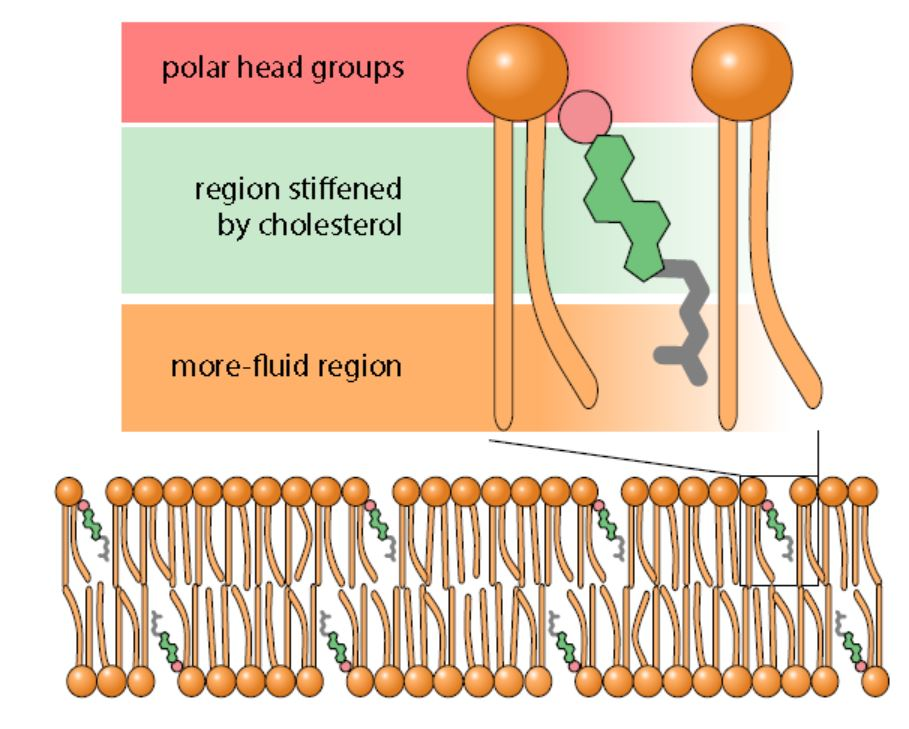 polar head groups
region stiffened
by cholesterol
more-fluid region